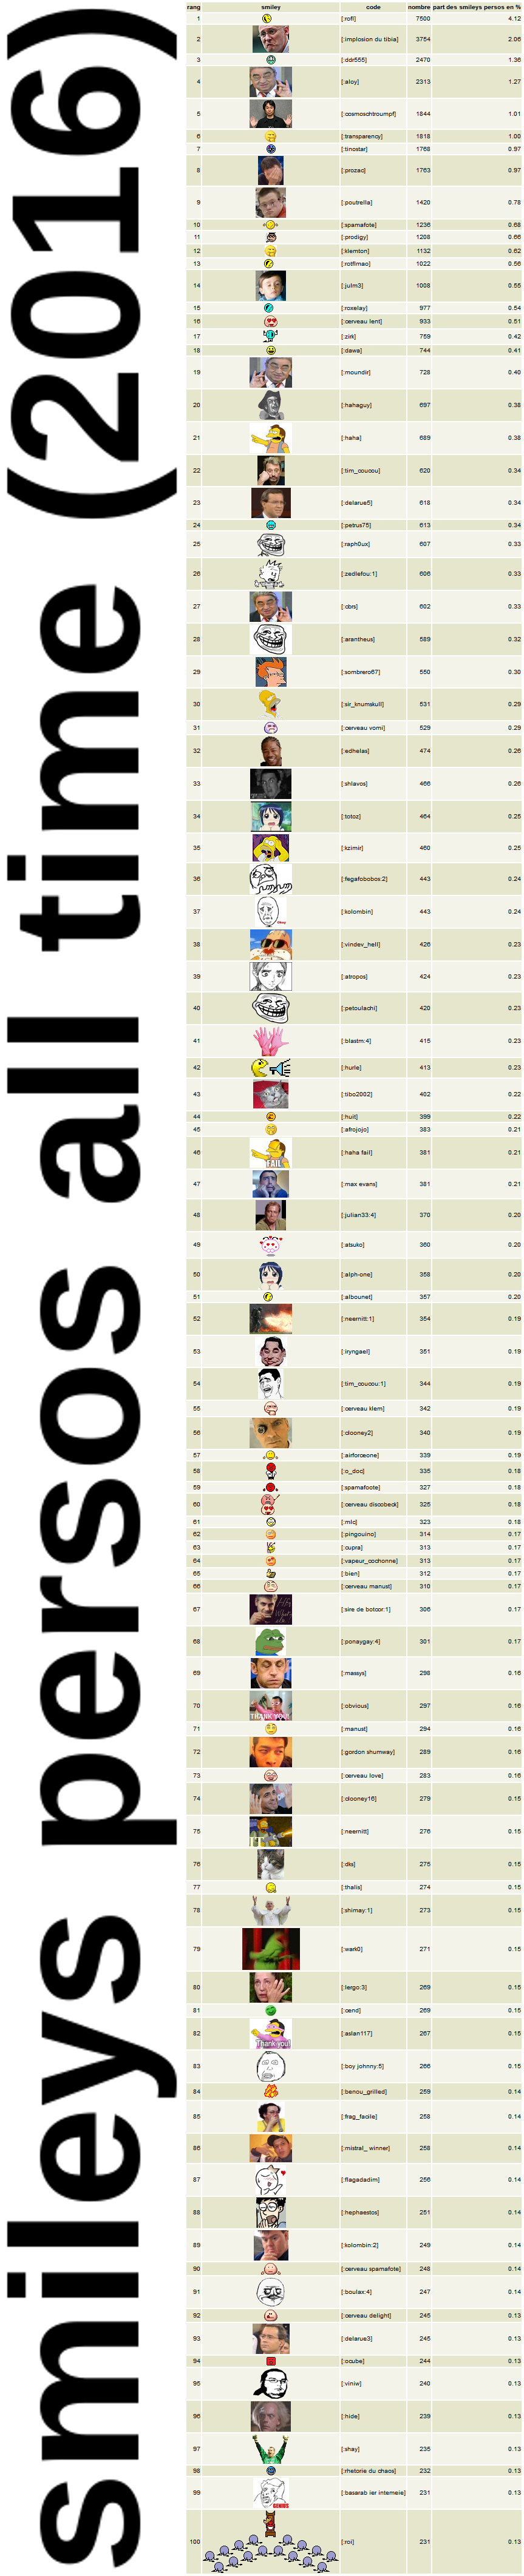 smileys persos all time (2016)
rang smiley code nombre part des smileys persos en %
1 [:rofl] 7500 4.12
2 [:implosion du tibia] 3754 2.06
3 [:ddr555] 2470 1.36
4 [:aloy] 2313 1.27
5 [:cosmoschtroumpf] 1844 1.01
6 [:transparency] 1818 1.00
7 [:tinostar] 1768 0.97
8 [:prozac] 1763 0.97
9 [:poutrella] 1420 0.78
10 [:spamafote] 1236 0.68
11 [:prodigy] 1208 0.66
12 [:klemton] 1132 0.62
13 [:rotflmao] 1022 0.56
14 [:julm3] 1008 0.55
15 [:roxelay] 977 0.54
16 [:cerveau lent] 933 0.51
17 [:zirk] 759 0.42
18 [:dawa] 744 0.41
19 [:moundir] 728 0.40
20 [:hahaguy] 697 0.38
21 [:haha] 689 0.38
22 [:tim_coucou] 620 0.34
23 [:delarue5] 618 0.34
24 [:petrus75] 613 0.34
25 [:raph0ux] 607 0.33
26 [:zedlefou:1] 606 0.33
27 [:cbrs] 602 0.33
28 [:arantheus] 589 0.32
29 [:sombrero67] 550 0.30
30 [:sir_knumskull] 531 0.29
31 [:cerveau vomi] 529 0.29
32 [:edhelas] 474 0.26
33 [:shlavos] 466 0.26
34 [:totoz] 464 0.25
35 [:kzimir] 460 0.25
36 [:fegafobobos:2] 443 0.24
37 [:kolombin] 443 0.24
38 [:vindev_hell] 426 0.23
39 [:atropos] 424 0.23
40 [:petoulachi] 420 0.23
41 [:blastm:4] 415 0.23
42 [:hurle] 413 0.23
43 [:tibo2002] 402 0.22
44 [:huit] 399 0.22
45 [:afrojojo] 383 0.21
46 FAIL [:haha fail] 381 0.21
47 [:max evans] 381 0.21
48 [:julian33:4] 370 0.20
49 [:atsuko] 360 0.20
50 [:alph-one] 358 0.20
51 [:albounet] 357 0.20
52 [:neernitt:1] 354 0.19
53 [:iryngael] 351 0.19
54 [:tim_coucou:1] 344 0.19
55 [:cerveau klem] 342 0.19
56 [:clooney2] 340 0.19
57 [:airforceone] 339 0.19
58 [:o_doc] 335 0.18
59 [:spamafoote] 327 0.18
60 [:cerveau discobeck] 325 0.18
61 [:mlc] 323 0.18
62 [:pingouino] 314 0.17
63 [:cupra] 313 0.17
64 [:vapeur_cochonne] 313 0.17
65 [:bien] 312 0.17
66 [:cerveau manust] 310 0.17
67 [:sire de botcor:1] 306 0.17
68 [:ponaygay:4] 301 0.17
69 [:massys] 298 0.16
70 THANK YOU! [:obvious] 297 0.16
71 [:manust] 294 0.16
72 [:gordon shumway] 289 0.16
73 [:cerveau love] 283 0.16
74 [:clooney16] 279 0.15
75 IT [:neernitt] 276 0.15
76 [:dks] 275 0.15
77 [:thalis] 274 0.15
78 [:shimay:1] 273 0.15
79 [:wark0] 271 0.15
80 [:lergo:3] 269 0.15
81 [:cend] 269 0.15
82 Thank you! [:aslan117] 267 0.15
83 [:boy johnny:5] 266 0.15
84 [:benou_grilled] 259 0.14
85 [:frag_facile] 258 0.14
86 [:mistral_ winner] 258 0.14
87 [:flagadadim] 256 0.14
88 [:hephaestos] 251 0.14
89 [:kolombin:2] 249 0.14
90 [:cerveau spamafote] 248 0.14
91 [:boulax:4] 247 0.14
92 [:cerveau delight] 245 0.13
93 [:delarue3] 245 0.13
94 [:ocube] 244 0.13
95 [:viniw] 240 0.13
96 [:hide] 239 0.13
97 [:shay] 235 0.13
98 [:rhetorie du chaos] 232 0.13
99 GENIUS [:basarab ier intemeie] 231 0.13
100 [:roi] 231 0.13